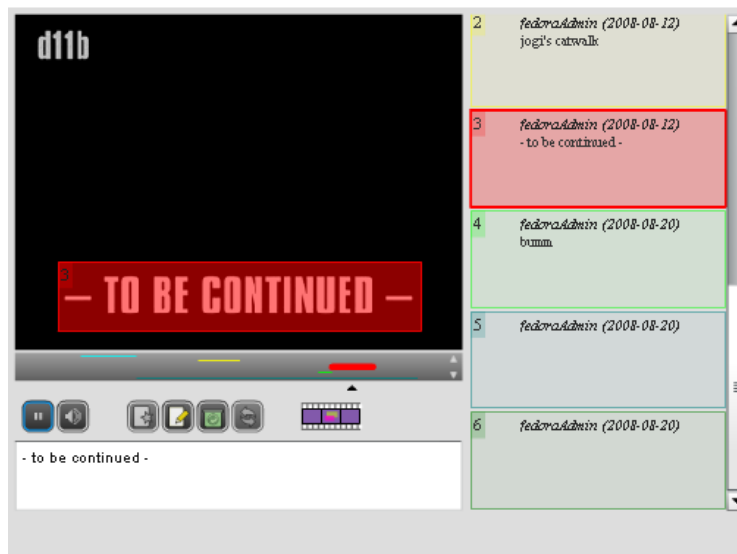 d11b
3
— TO BE CONTINUED —
- to be continued -
2
fedoraAdmin (2008-08-12)
jogi's catwalk
3
fedoraAdmin (2008-08-12)
- to be continued -
4
fedoraAdmin (2008-08-20)
bumm
5
fedoraAdmin (2008-08-20)
6
fedoraAdmin (2008-08-20)